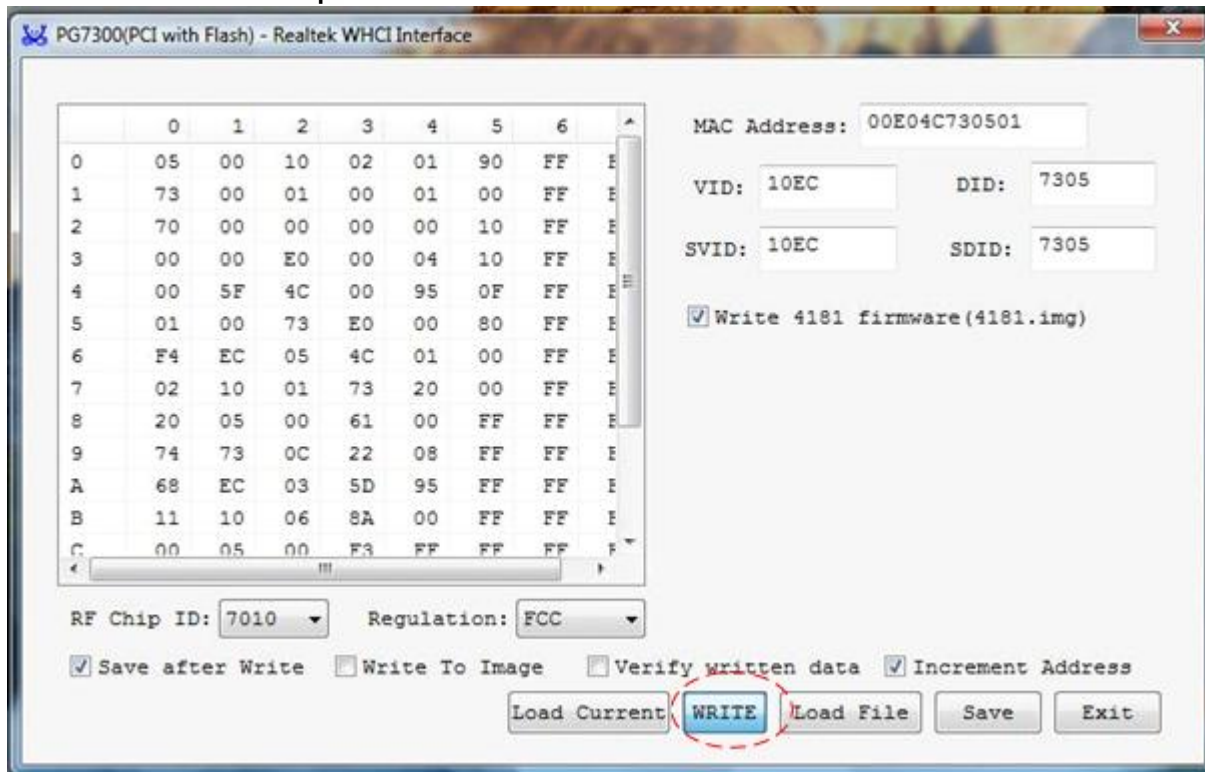 PG7300(PCI with Flash) - Realtek WHCI Interface
0 1 2 3 4 5 6
0 05 00 10 02 01 90 FF
1 73 00 01 00 01 00 FF
2 70 00 00 00 00 10 FF
3 00 00 E0 00 04 10 FF
4 00 5F 4C 00 95 0F FF
5 01 00 73 E0 00 80 FF
6 F4 EC 05 4C 01 00 FF
7 02 10 01 73 20 00 FF
8 20 05 00 61 00 FF FF
9 74 73 0C 22 08 FF FF
A 68 EC 03 5D 95 FF FF
B 11 10 06 8A 00 FF FF
C 00 05 00 F3 FF FF FF
MAC Address: 00E04C730501
VID: 10EC DID: 7305
SVID: 10EC SDID: 7305
Write 4181 firmware(4181.img)
RF Chip ID: 7010 Regulation: FCC
Save after Write Write To Image Verify written data Increment Address
Load Current WRITE Load File Save Exit